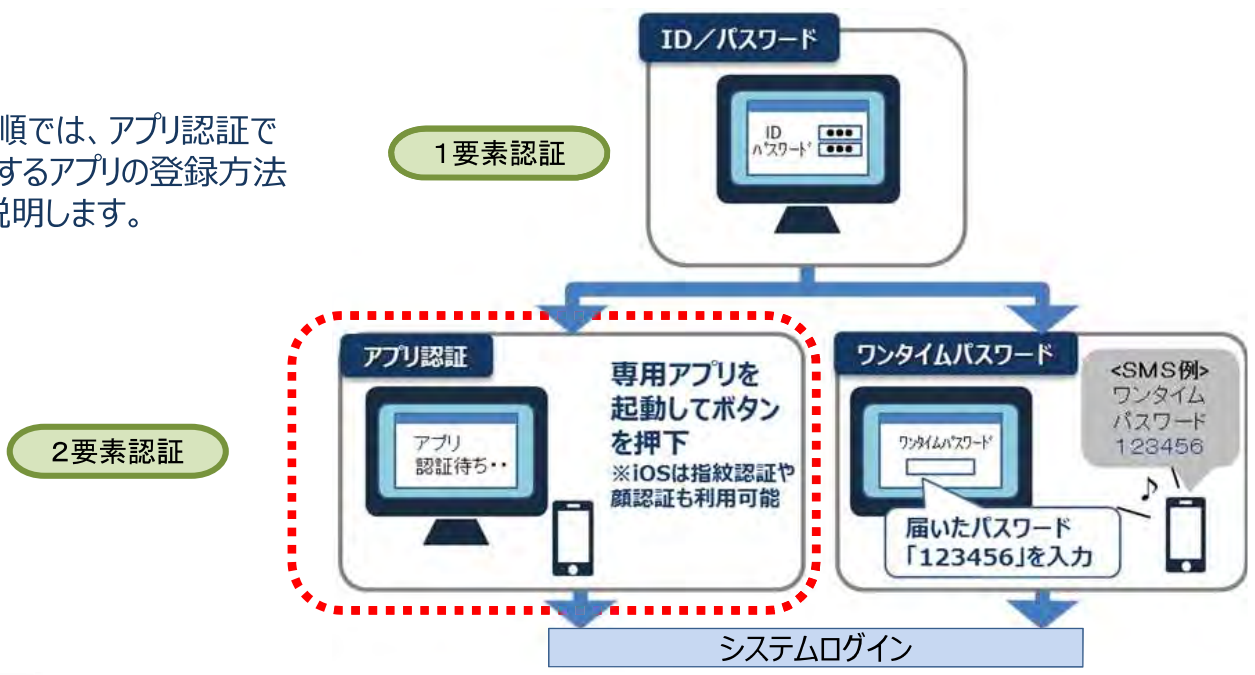 ID／パスワード
ID ●●●
パスワード ●●●
順では、アプリ認証で
するアプリの登録方法
説明します。
１要素認証
２要素認証
アプリ認証
アプリ
認証待ち・・
専用アプリを
起動してボタン
を押下
※iOSは指紋認証や
顔認証も利用可能
ワンタイムパスワード
ワンタイムパスワード
届いたパスワード
「123456」を入力
<ＳＭＳ例>
ワンタイム
パスワード
123456
♪
システムログイン